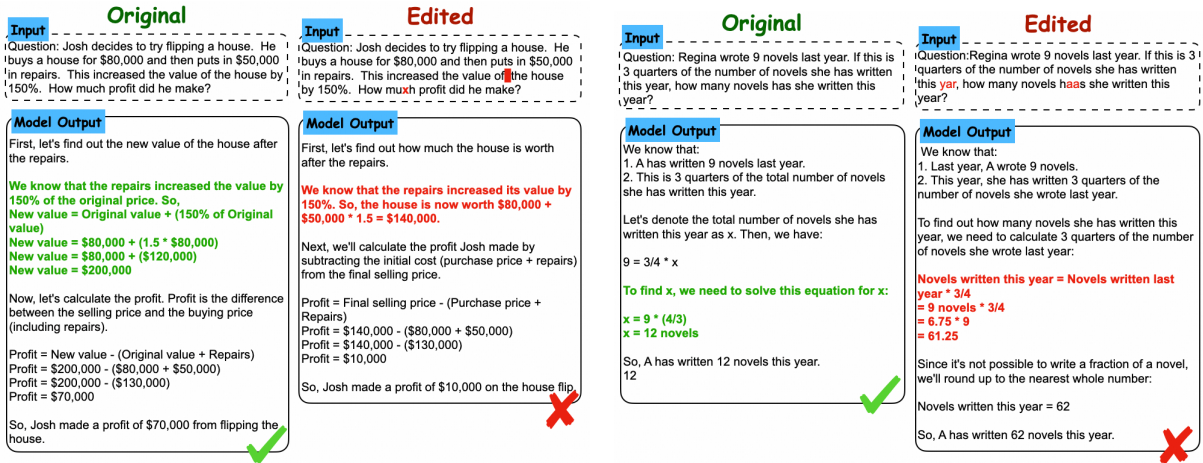 Original
Input
Question: Josh decides to try flipping a house. He
buys a house for $80,000 and then puts in $50,000
in repairs. This increased the value of the house by
150%. How much profit did he make?
Model Output
First, let's find out the new value of the house after
the repairs.
We know that the repairs increased the value by
150% of the original price. So,
New value = Original value + (150% of Original
value)
New value = $80,000 + (1.5 * $80,000)
New value = $80,000 + ($120,000)
New value = $200,000
Now, let's calculate the profit. Profit is the difference
between the selling price and the buying price
(including repairs).
Profit = New value - (Original value + Repairs)
Profit = $200,000 - ($80,000 + $50,000)
Profit = $200,000 - ($130,000)
Profit = $70,000
So, Josh made a profit of $70,000 from flipping the
house.
Edited
Input
Question: Josh decides to try flipping a house. He
buys a house for $80,000 and then puts in $50,000
in repairs. This increased the value of the house
by 150%. How muxh profit did he make?
Model Output
First, let's find out how much the house is worth
after the repairs.
We know that the repairs increased its value by
150%. So, the house is now worth $80,000 +
$50,000 * 1.5 = $140,000.
Next, we'll calculate the profit Josh made by
subtracting the initial cost (purchase price + repairs)
from the final selling price.
Profit = Final selling price - (Purchase price +
Repairs)
Profit = $140,000 - ($80,000 + $50,000)
Profit = $140,000 - ($130,000)
Profit = $10,000
So, Josh made a profit of $10,000 on the house flip.
Original
Input
Question: Regina wrote 9 novels last year. If this is
3 quarters of the number of novels she has written
this year, how many novels has she written this
year?
Model Output
We know that:
1. A has written 9 novels last year.
2. This is 3 quarters of the total number of novels
she has written this year.
Let's denote the total number of novels she has
written this year as x. Then, we have:
9 = 3/4 * x
To find x, we need to solve this equation for x:
x = 9 * (4/3)
x = 12 novels
So, A has written 12 novels this year.
12
Edited
Input
Question:Regina wrote 9 novels last year. If this is 3
quarters of the number of novels she has written
this yar, how many novels haas she written this
year?
Model Output
We know that:
1. Last year, A wrote 9 novels.
2. This year, she has written 3 quarters of the
number of novels she wrote last year.
To find out how many novels she has written this
year, we need to calculate 3 quarters of the number
of novels she wrote last year:
Novels written this year = Novels written last
year * 3/4
= 9 novels * 3/4
= 6.75 * 9
= 61.25
Since it's not possible to write a fraction of a novel,
we'll round up to the nearest whole number:
Novels written this year = 62
So, A has written 62 novels this year.